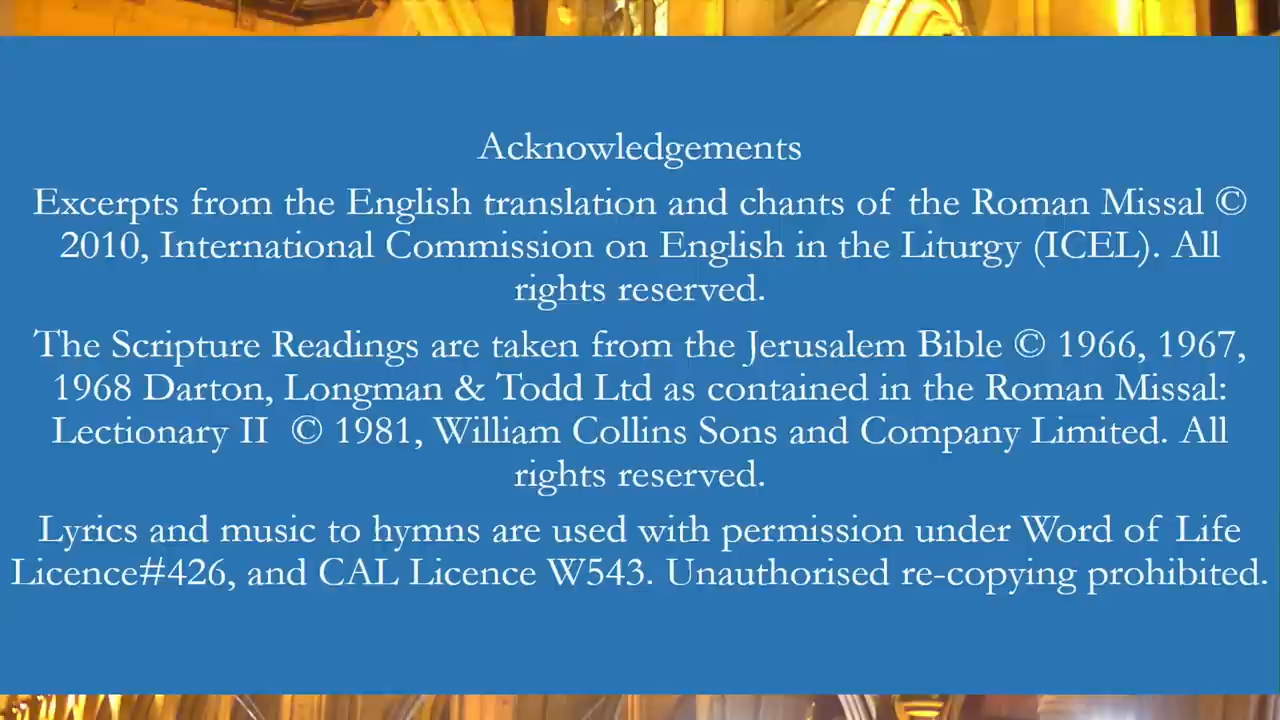 Acknowledgements
Excerpts from the English translation and chants of the Roman Missal ©
2010, International Commission on English in the Liturgy (ICEL). All
rights reserved.
The Scripture Readings are taken from the Jerusalem Bible © 1966, 1967,
1968 Darton, Longman & Todd Ltd as contained in the Roman Missal:
Lectionary II © 1981, William Collins Sons and Company Limited. All
rights reserved.
Lyrics and music to hymns are used with permission under Word of Life
Licence#426, and CAL Licence W543. Unauthorised re-copying prohibited.